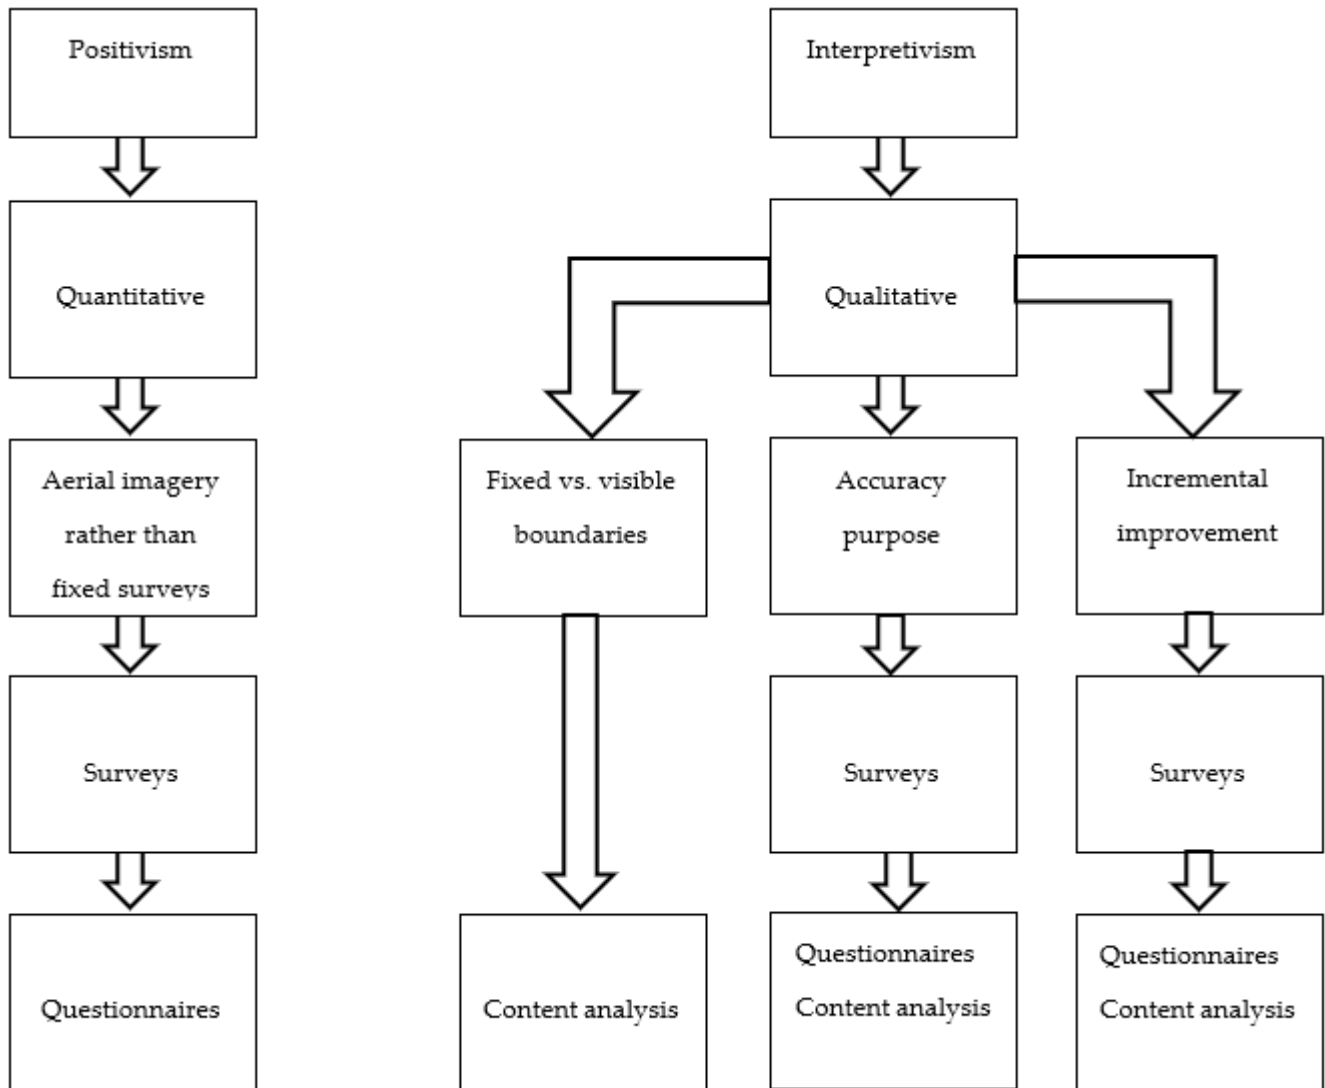 Positivism
Interpretivism
Quantitative
Qualitative
Aerial imagery
rather than
fixed surveys
Fixed vs. visible
boundaries
Accuracy
purpose
Incremental
improvement
Surveys
Surveys
Surveys
Questionnaires
Content analysis
Questionnaires
Content analysis
Questionnaires
Content analysis